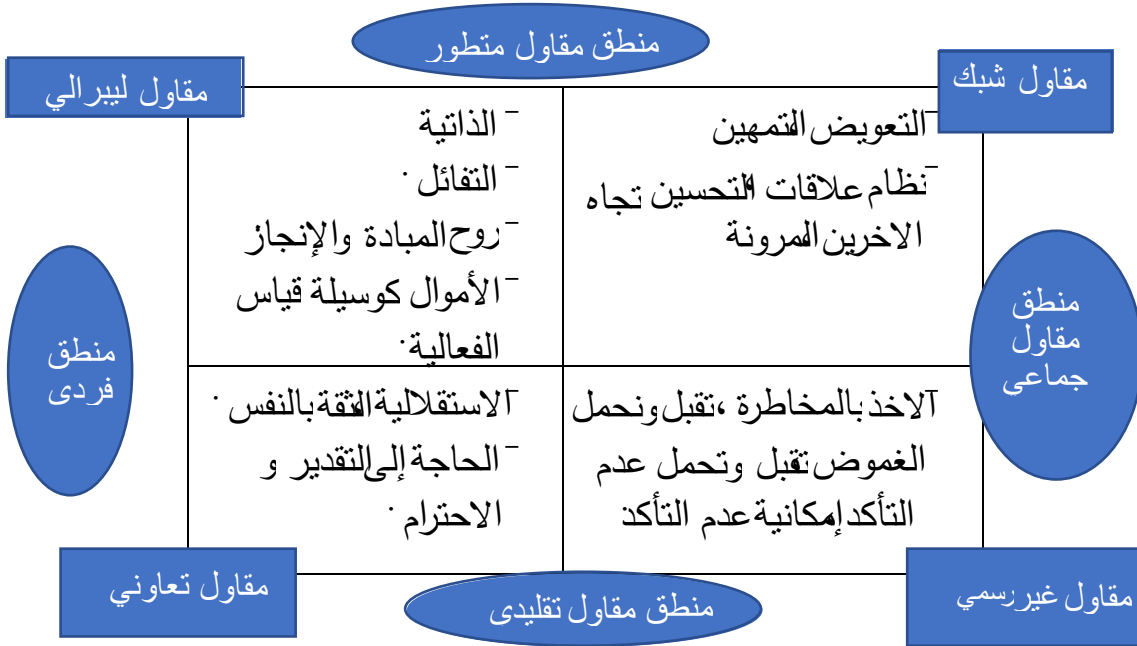 منطق مقاول متطور
مقاول شبك
مقاول ليبرالي
- التعويض التمهين
- نظام علاقات التحسين تجاه
الاخرين المرونة
- الذاتية
- التفائل.
- روح المبادة والإنجاز
- الأموال كوسيلة قياس
الفعالية.
منطق
مقاول
جماعى
منطق
فردى
- الاخذ بالمخاطرة ،تقبل ونحمل
الغموض تقبل وتحمل عدم
التأكد إمكانية عدم التأكد
- الاستقلالية الثقة بالنفس.
- الحاجة إلى التقدير و
الاحترام.
مقاول غيررسمي
منطق مقاول تقليدى
مقاول تعاوني